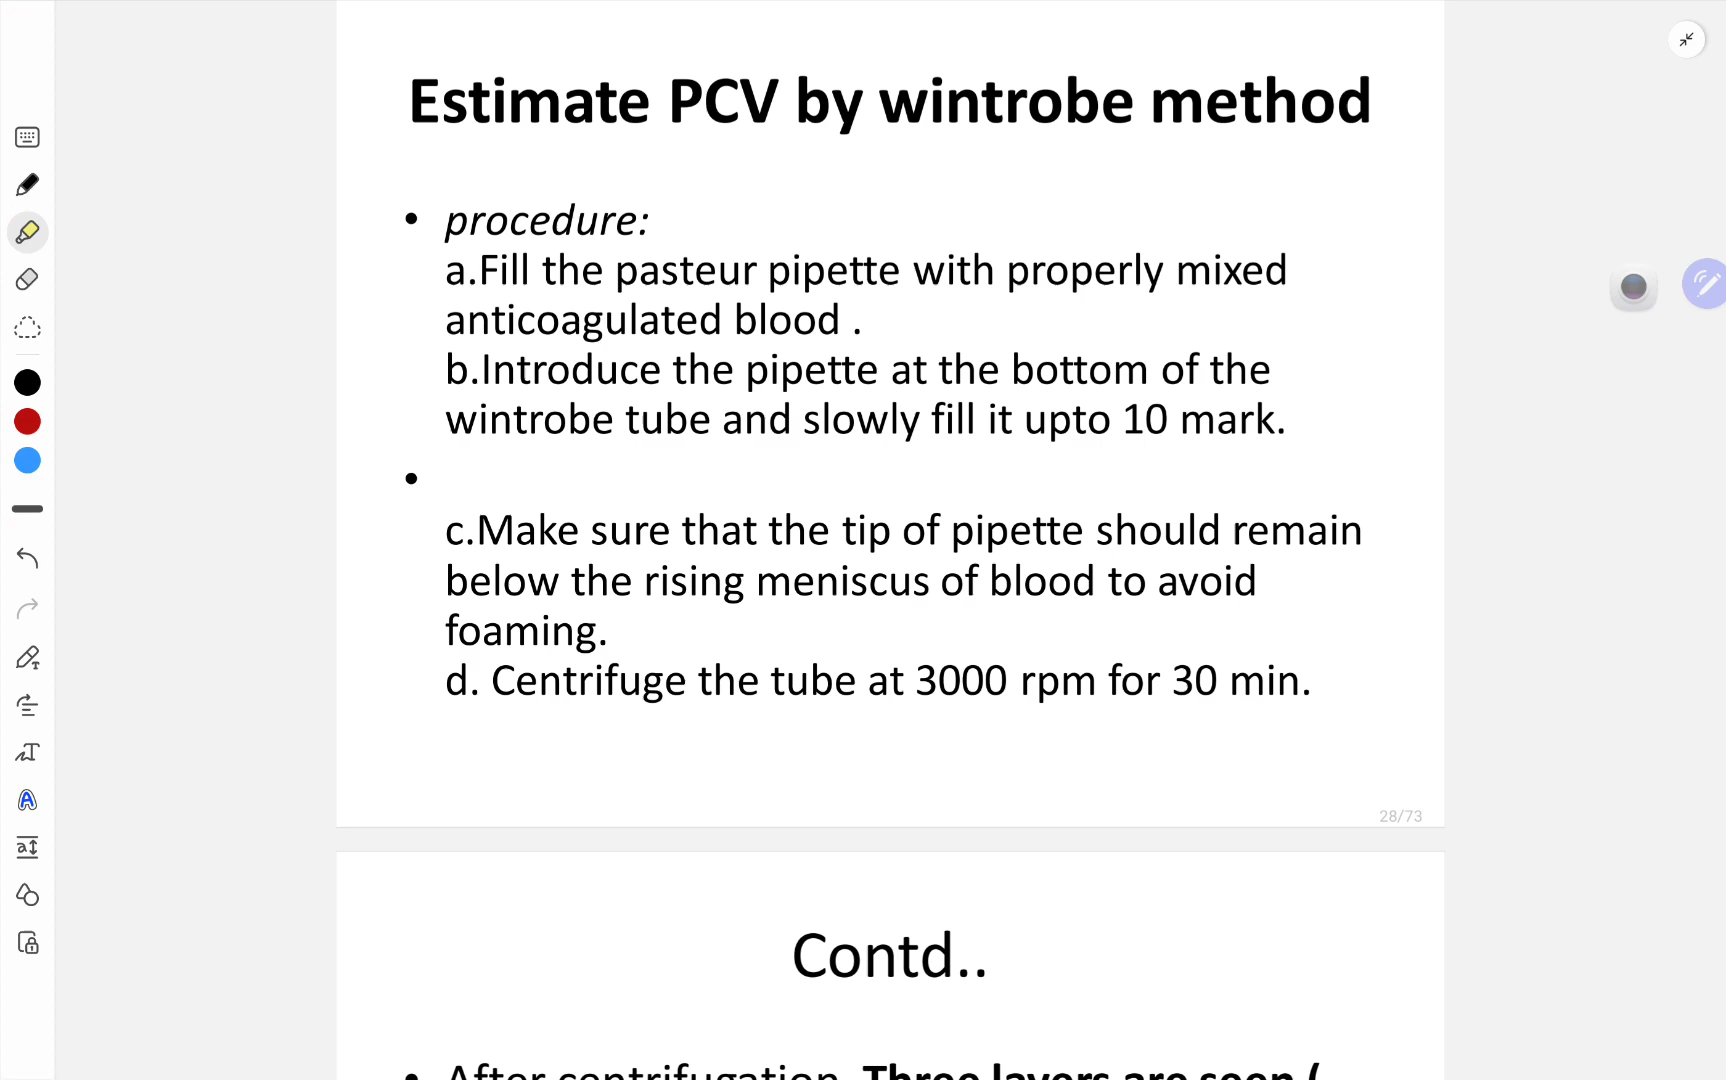 Estimate PCV by wintrobe method
• procedure:
a.Fill the pasteur pipette with properly mixed
anticoagulated blood .
b.Introduce the pipette at the bottom of the
wintrobe tube and slowly fill it upto 10 mark.
•
c.Make sure that the tip of pipette should remain
below the rising meniscus of blood to avoid
foaming.
d. Centrifuge the tube at 3000 rpm for 30 min.
28/73
Contd..
• After centrifugation, Three layers are seen (